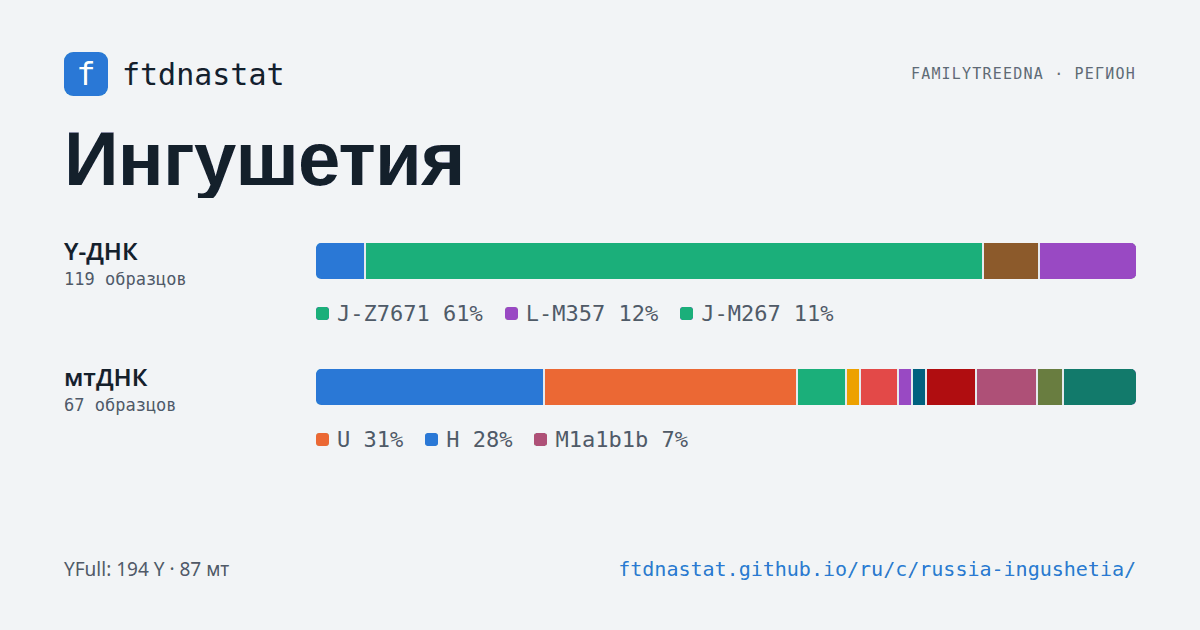 f ftdnastat
FAMILYTREEDNA · РЕГИОН
Ингушетия
Y-ДНК
119 образцов
J-Z7671 61% L-M357 12% J-M267 11%
мтДНК
67 образцов
U 31% H 28% M1a1b1b 7%
YFull: 194 Y · 87 мт
ftdnastat.github.io/ru/c/russia-ingushetia/